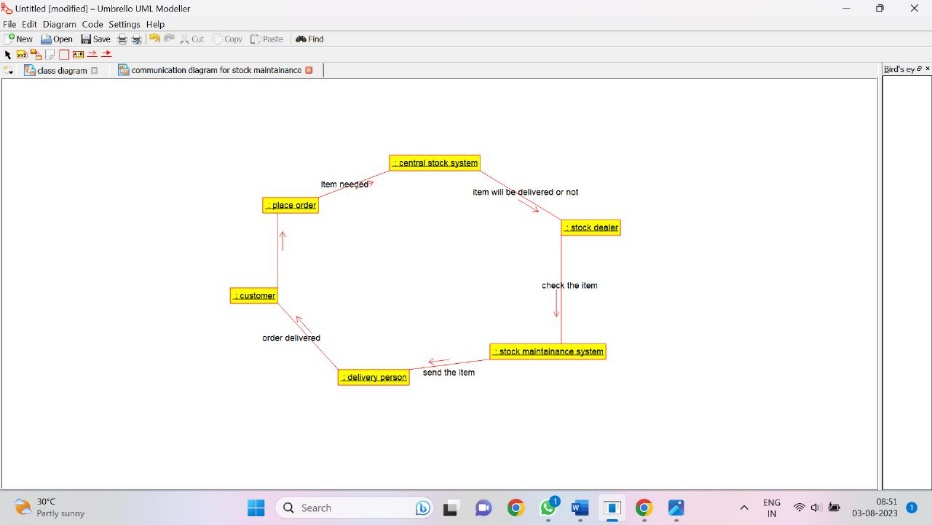 Untitled [modified] – Umbrello UML Modeller
File Edit Diagram Code Settings Help
New Open Save Cut Copy Paste Find
class diagram communication diagram for stock maintainance Bird's ey
: central stock system
item needed
item will be delivered or not
: place order
: stock dealer
check the item
: customer
order delivered
: stock maintainance system
send the item
: delivery person
30°C
Partly sunny
Search
1
ENG
IN
08:51
03-08-2023
1